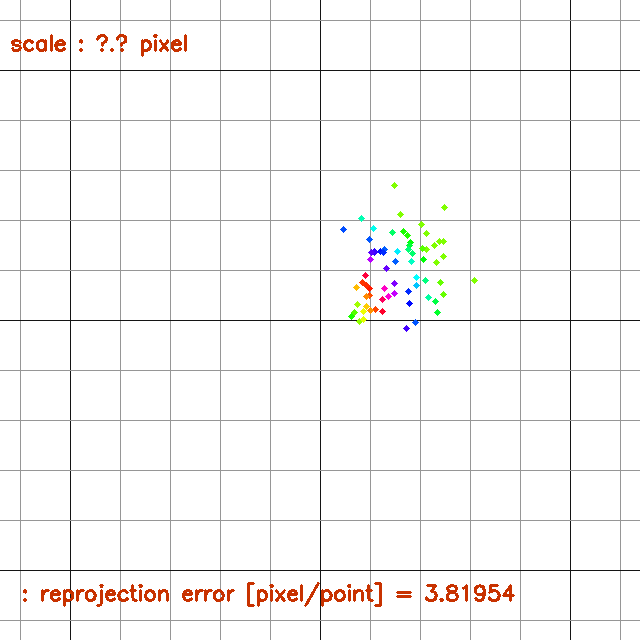 scale : ?.? pixel
: reprojection error [pixel/point] = 3.81954